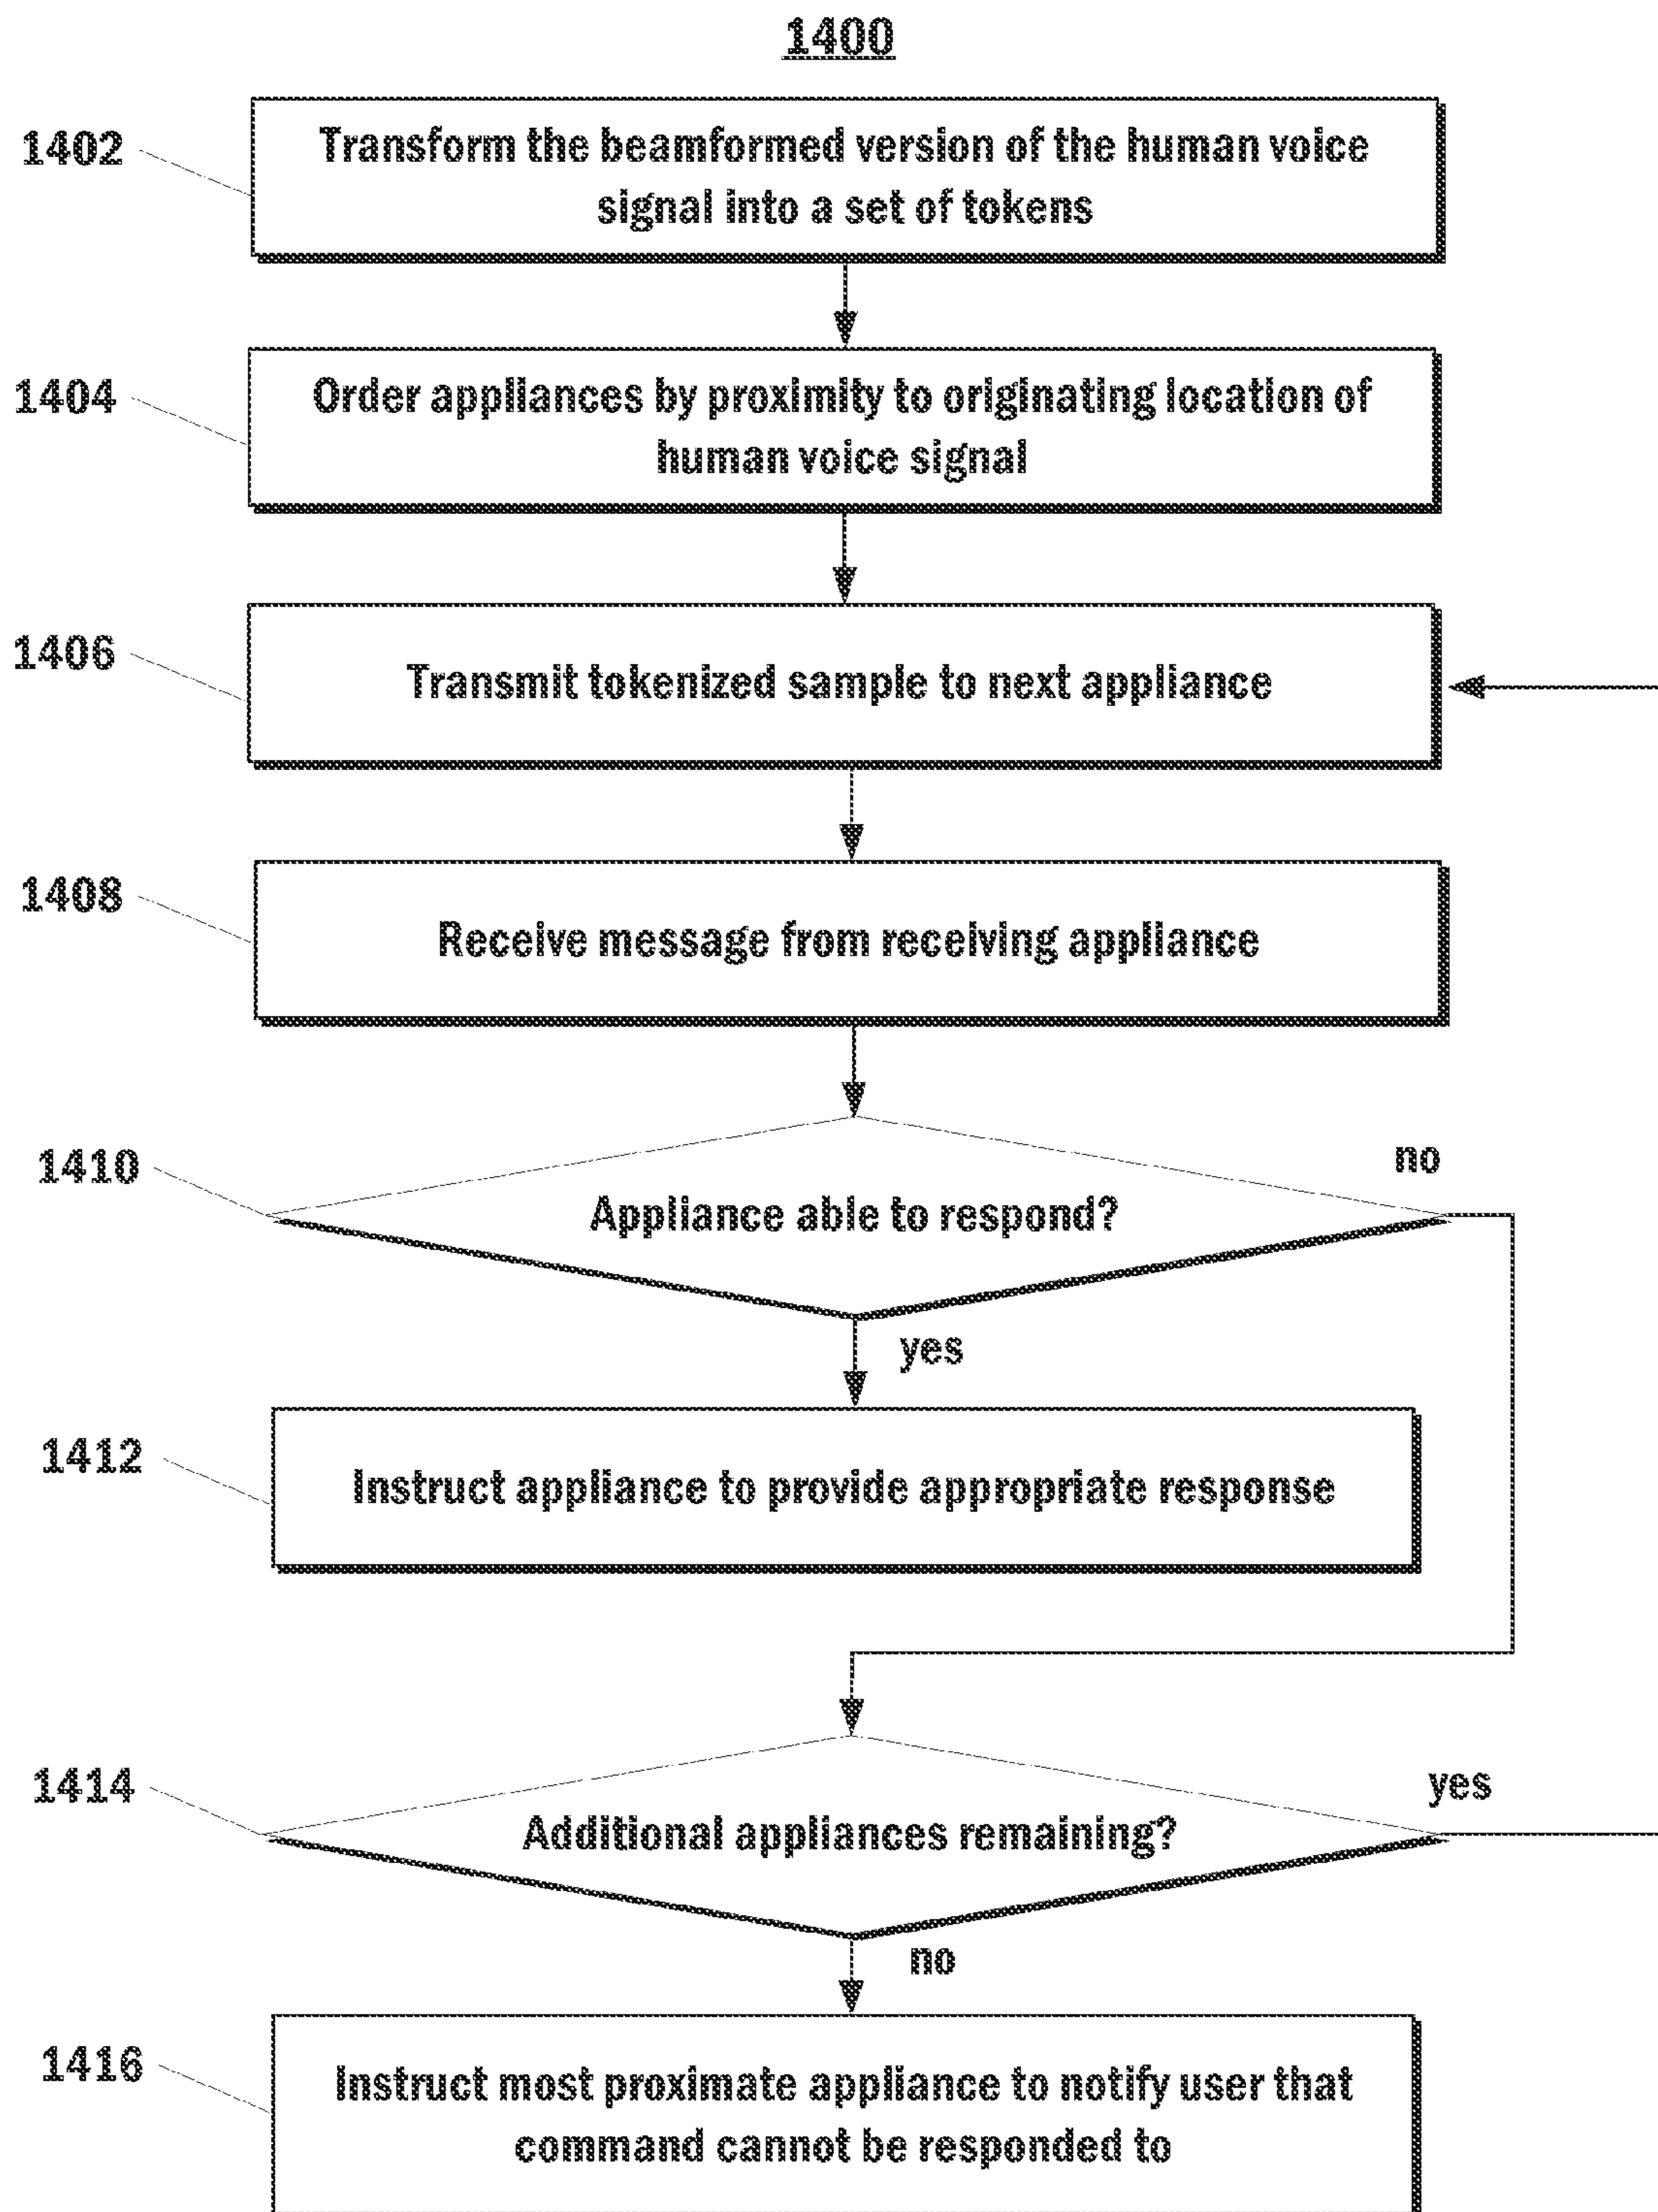 1400
1402
Transform the beamformed version of the human voice
signal into a set of tokens
1404
Order appliances by proximity to originating location of
human voice signal
1406
Transmit tokenized sample to next appliance
1408
Receive message from receiving appliance
1410
no
Appliance able to respond?
yes
1412
Instruct appliance to provide appropriate response
1414
yes
Additional appliances remaining?
no
1416
Instruct most proximate appliance to notify user that
command cannot be responded to